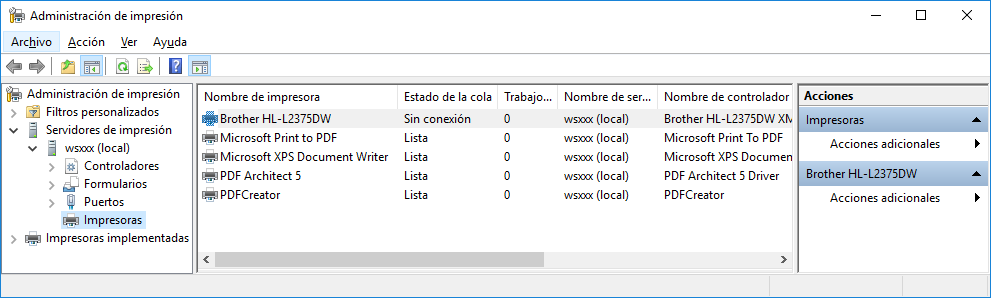 Administración de impresión
Archivo Acción Ver Ayuda
Administración de impresión
Filtros personalizados
Servidores de impresión
wsxxx (local)
Controladores
Formularios
Puertos
Impresoras
Impresoras implementadas
Nombre de impresora Estado de la cola Trabajo... Nombre de ser... Nombre de controlador
Brother HL-L2375DW Sin conexión 0 wsxxx (local) Brother HL-L2375DW XM
Microsoft Print to PDF Lista 0 wsxxx (local) Microsoft Print To PDF
Microsoft XPS Document Writer Lista 0 wsxxx (local) Microsoft XPS Documen
PDF Architect 5 Lista 0 wsxxx (local) PDF Architect 5 Driver
PDFCreator Lista 0 wsxxx (local) PDFCreator
Acciones
Impresoras
Acciones adicionales
Brother HL-L2375DW
Acciones adicionales